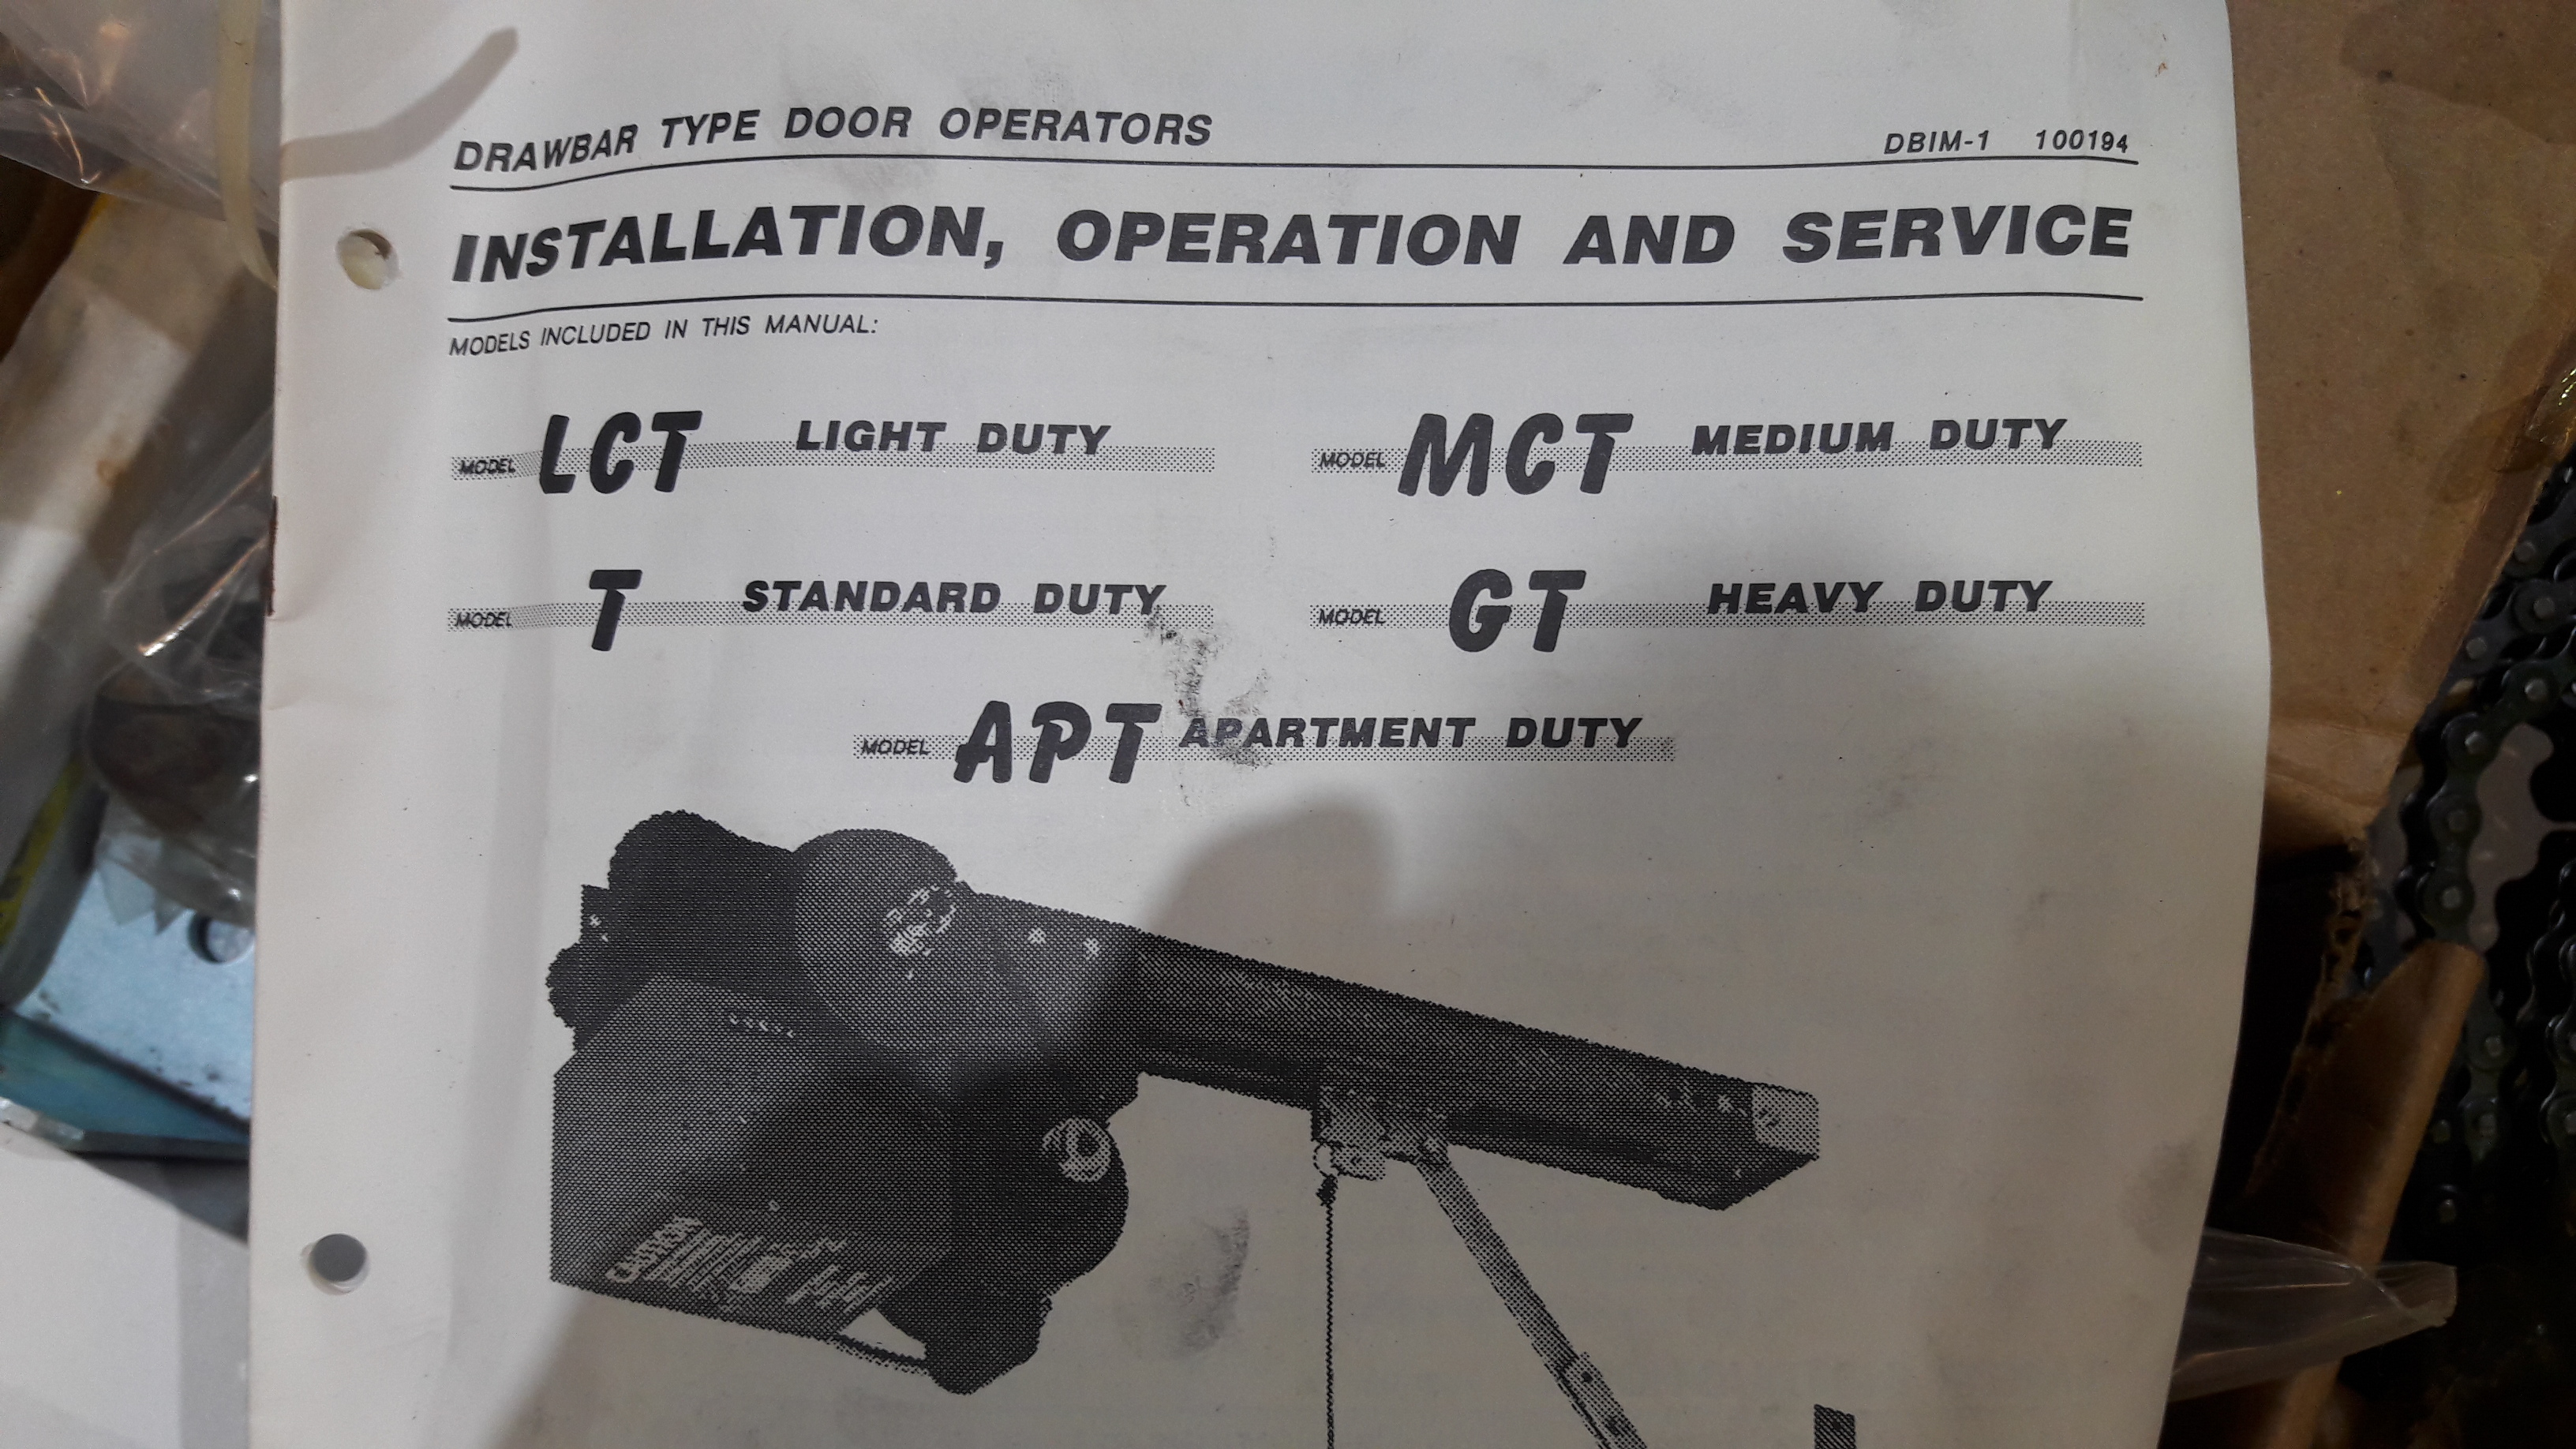 DRAWBAR TYPE DOOR OPERATORS
DBIM-1 100194
INSTALLATION, OPERATION AND SERVICE
MODELS INCLUDED IN THIS MANUAL:
MODEL LCT LIGHT DUTY
MODEL MCT MEDIUM DUTY
MODEL T STANDARD DUTY
MODEL GT HEAVY DUTY
MODEL APT APARTMENT DUTY